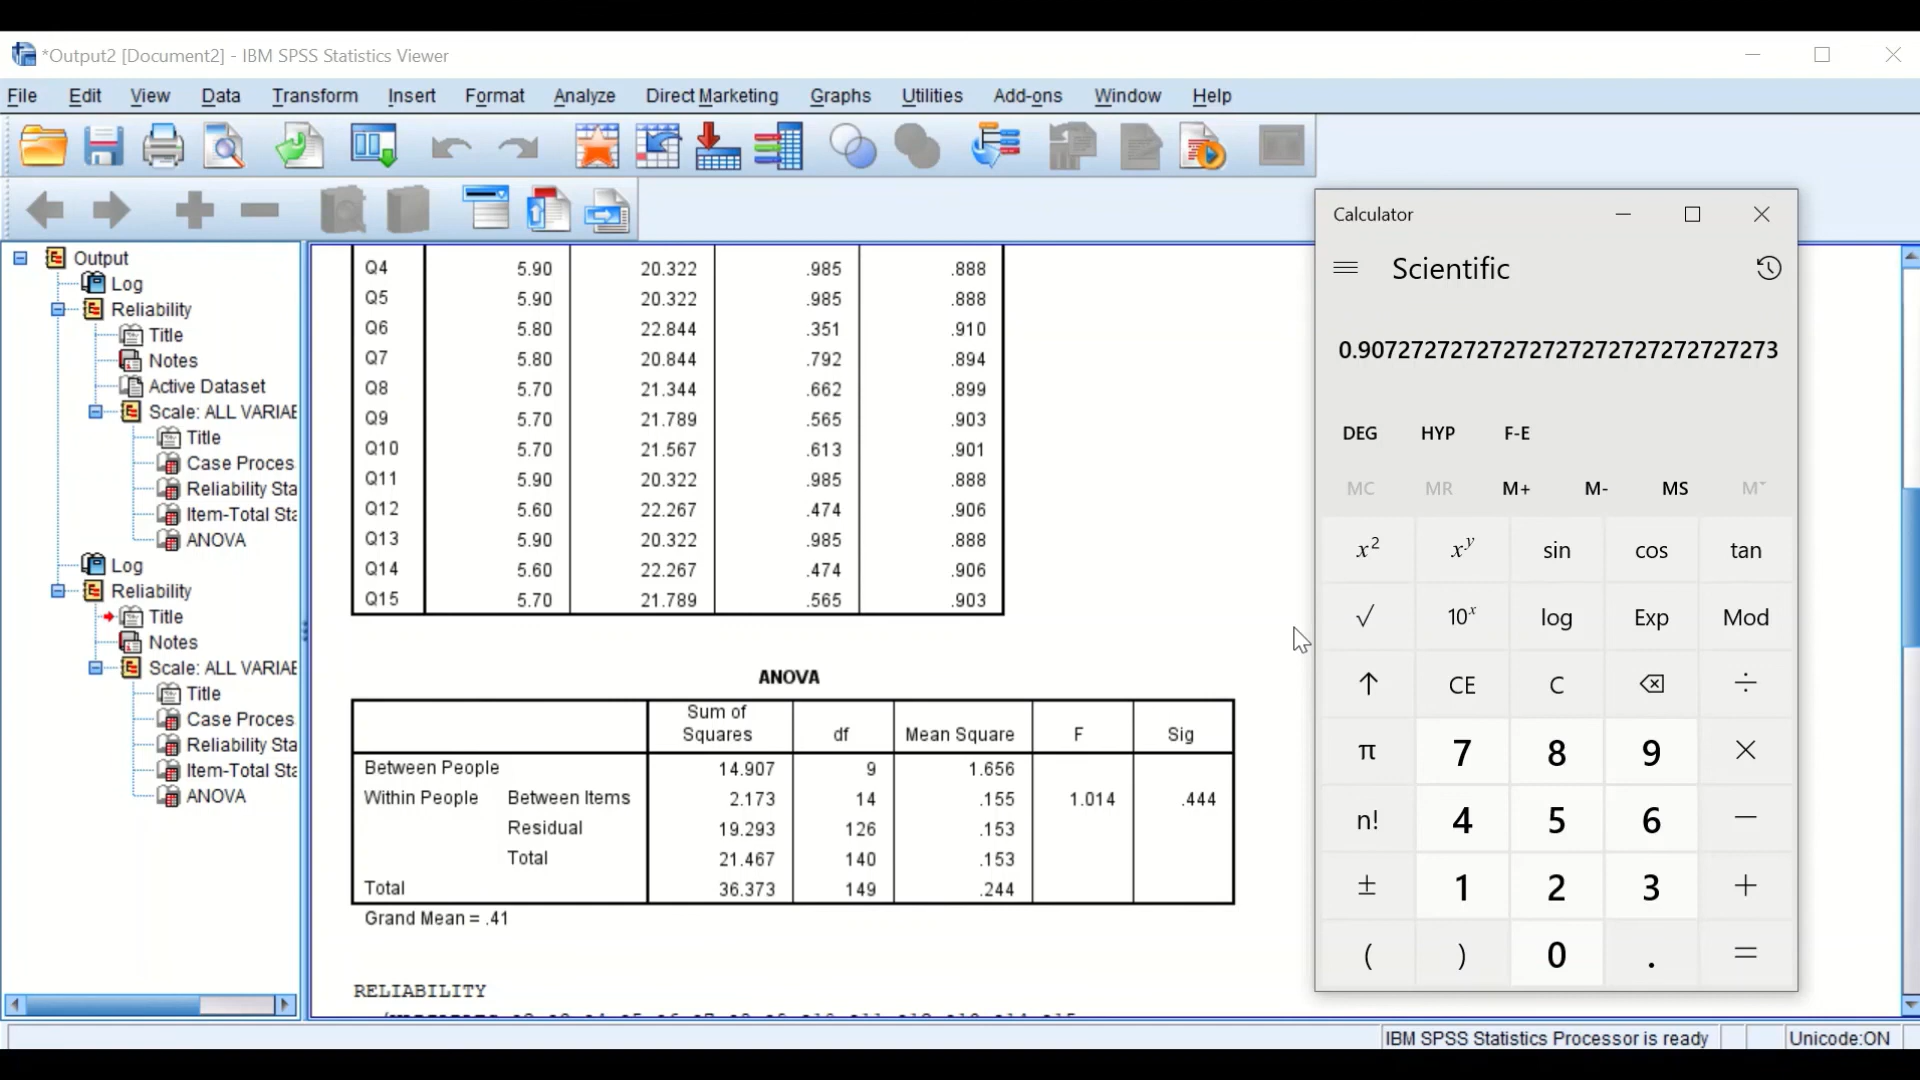 *Output2 [Document2] - IBM SPSS Statistics Viewer
File Edit View Data Transform Insert Format Analyze Direct Marketing Graphs Utilities Add-ons Window Help
Output
Log
Reliability
Title
Notes
Active Dataset
Scale: ALL VARIAE
Title
Case Proces
Reliability Sta
Item-Total Sta
ANOVA
Log
Reliability
Title
Notes
Scale: ALL VARIAE
Title
Case Proces
Reliability Sta
Item-Total Sta
ANOVA
Q4 5.90 20.322 .985 .888
Q5 5.90 20.322 .985 .888
Q6 5.80 22.844 .351 .910
Q7 5.80 20.844 .792 .894
Q8 5.70 21.344 .662 .899
Q9 5.70 21.789 .565 .903
Q10 5.70 21.567 .613 .901
Q11 5.90 20.322 .985 .888
Q12 5.60 22.267 .474 .906
Q13 5.90 20.322 .985 .888
Q14 5.60 22.267 .474 .906
Q15 5.70 21.789 .565 .903
ANOVA
Sum of
Squares df Mean Square F Sig
Between People 14.907 9 1.656
Within People Between Items 2.173 14 .155 1.014 .444
Residual 19.293 126 .153
Total 21.467 140 .153
Total 36.373 149 .244
Grand Mean = .41
RELIABILITY
Calculator
Scientific
0.90727272727272727272727272727273
DEG HYP F-E
MC MR M+ M- MS M˅
x² xʸ sin cos tan
√ 10ˣ log Exp Mod
↑ CE C ⌫ ÷
π 7 8 9 ×
n! 4 5 6 −
± 1 2 3 +
( ) 0 . =
IBM SPSS Statistics Processor is ready Unicode:ON